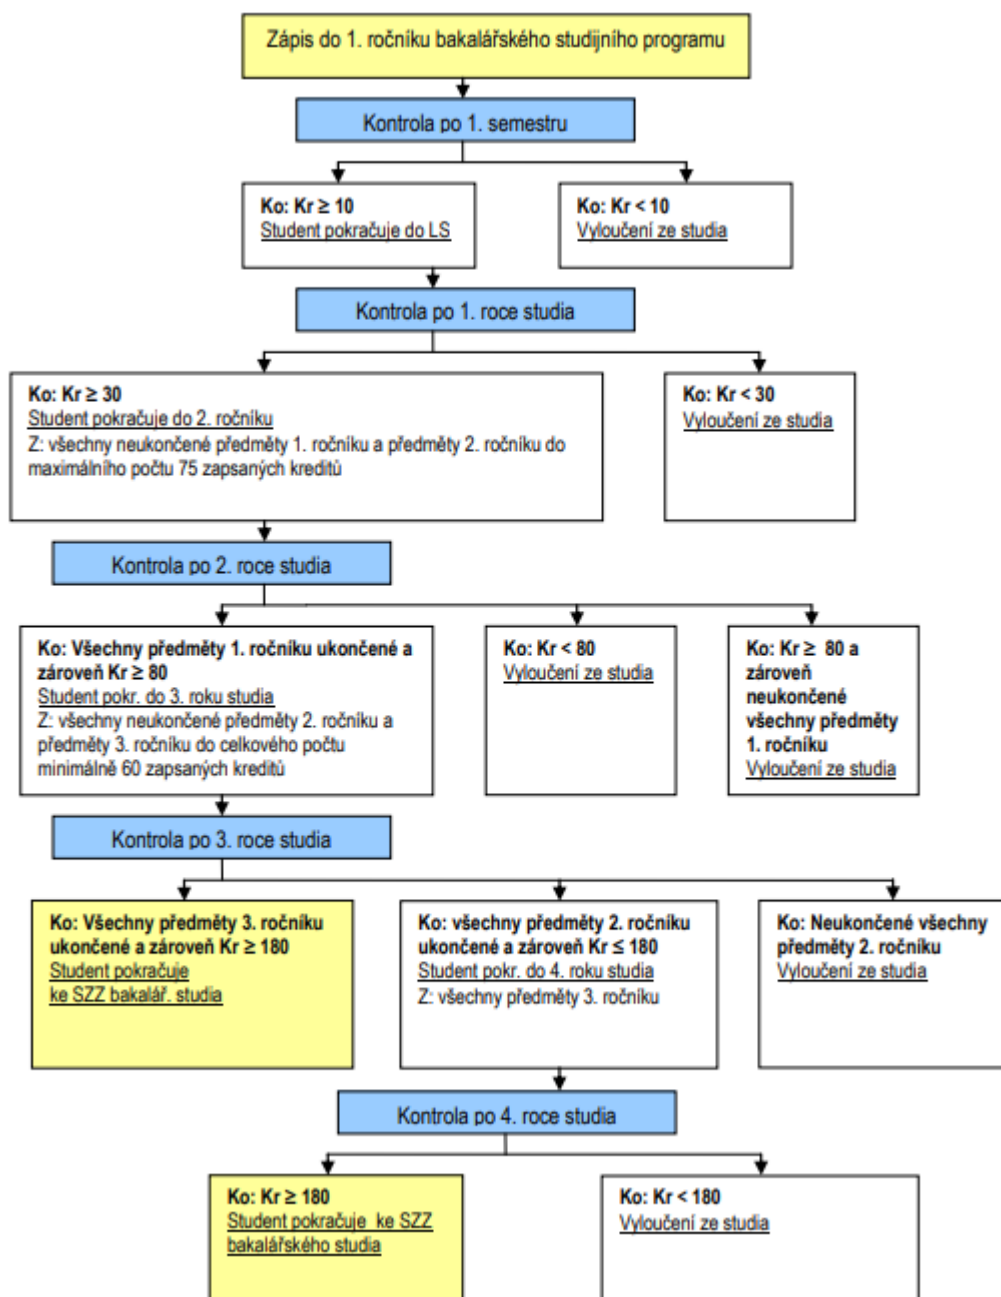 Zápis do 1. ročníku bakalářského studijního programu
Kontrola po 1. semestru
Ko: Kr ≥ 10
Student pokračuje do LS
Ko: Kr < 10
Vyloučení ze studia
Kontrola po 1. roce studia
Ko: Kr ≥ 30
Student pokračuje do 2. ročníku
Z: všechny neukončené předměty 1. ročníku a předměty 2. ročníku do
maximálního počtu 75 zapsaných kreditů
Ko: Kr < 30
Vyloučení ze studia
Kontrola po 2. roce studia
Ko: Všechny předměty 1. ročníku ukončené a
zároveň Kr ≥ 80
Student pokr. do 3. roku studia
Z: všechny neukončené předměty 2. ročníku a
předměty 3. ročníku do celkového počtu
minimálně 60 zapsaných kreditů
Ko: Kr < 80
Vyloučení ze studia
Ko: Kr ≥ 80 a
zároveň
neukončené
všechny předměty
1. ročníku
Vyloučení ze studia
Kontrola po 3. roce studia
Ko: Všechny předměty 3. ročníku
ukončené a zároveň Kr ≥ 180
Student pokračuje
ke SZZ bakalář. studia
Ko: všechny předměty 2. ročníku
ukončené a zároveň Kr ≤ 180
Student pokr. do 4. roku studia
Z: všechny předměty 3. ročníku
Ko: Neukončené všechny
předměty 2. ročníku
Vyloučení ze studia
Kontrola po 4. roce studia
Ko: Kr ≥ 180
Student pokračuje ke SZZ
bakalářského studia
Ko: Kr < 180
Vyloučení ze studia